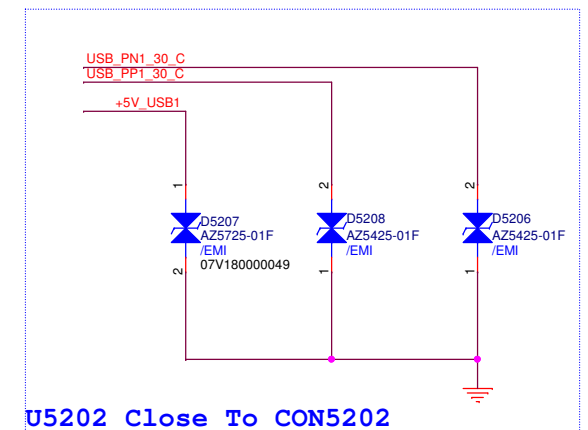 USB_PN1_30_C
USB_PP1_30_C
+5V_USB1
1
2
2
D5207
AZ5725-01F
/EMI
07V180000049
D5208
AZ5425-01F
/EMI
D5206
AZ5425-01F
/EMI
2
1
1
U5202 Close To CON5202